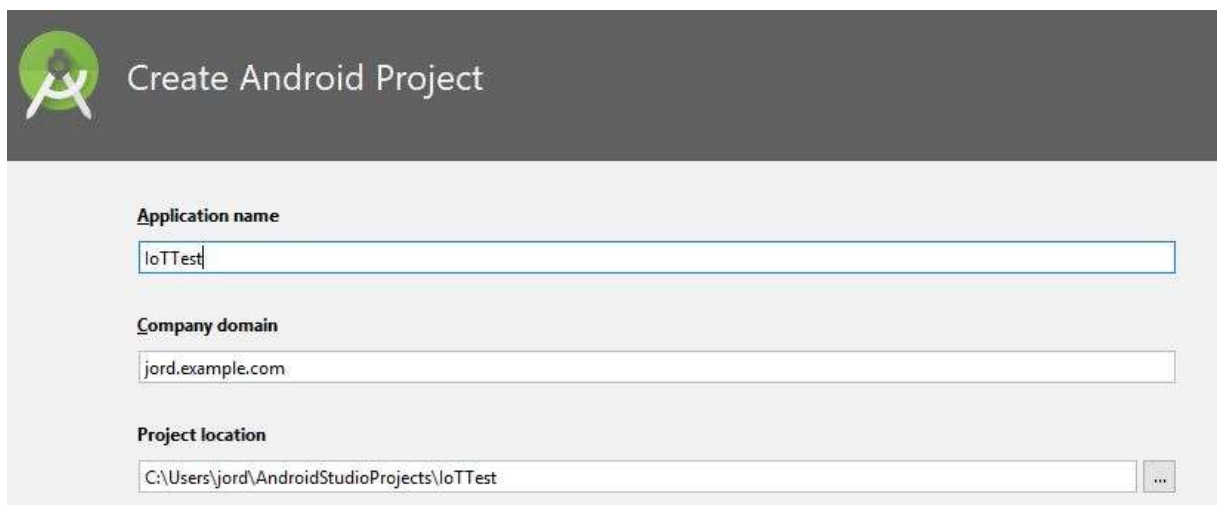 Create Android Project
Application name
IoTTest
Company domain
jord.example.com
Project location
C:\Users\jord\AndroidStudioProjects\IoTTest
...